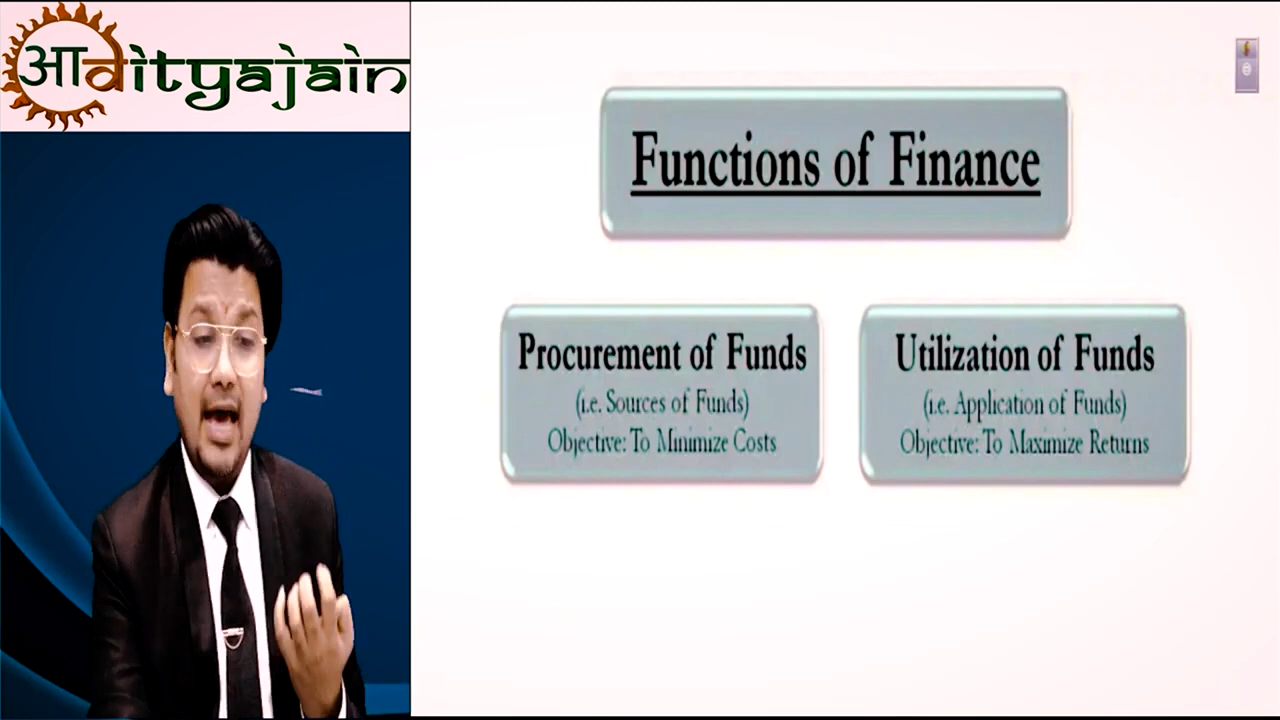 आdityajain
Functions of Finance
Procurement of Funds
(i.e. Sources of Funds)
Objective: To Minimize Costs
Utilization of Funds
(i.e. Application of Funds)
Objective: To Maximize Returns